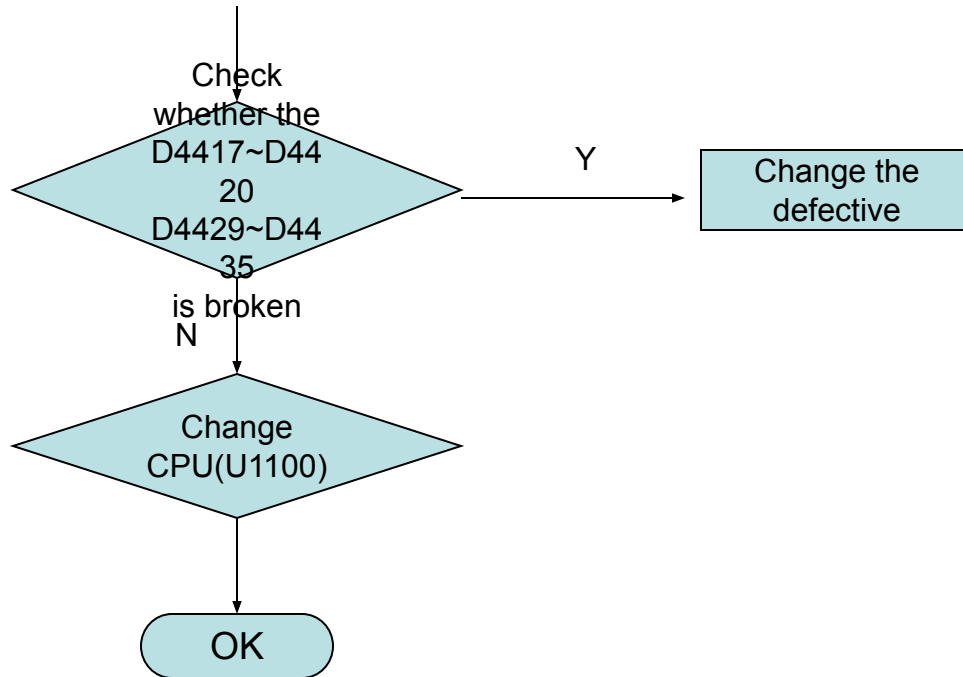 Check
whether the
D4417~D44
20
D4429~D44
35
is broken
Y
Change the
defective
N
Change
CPU(U1100)
OK